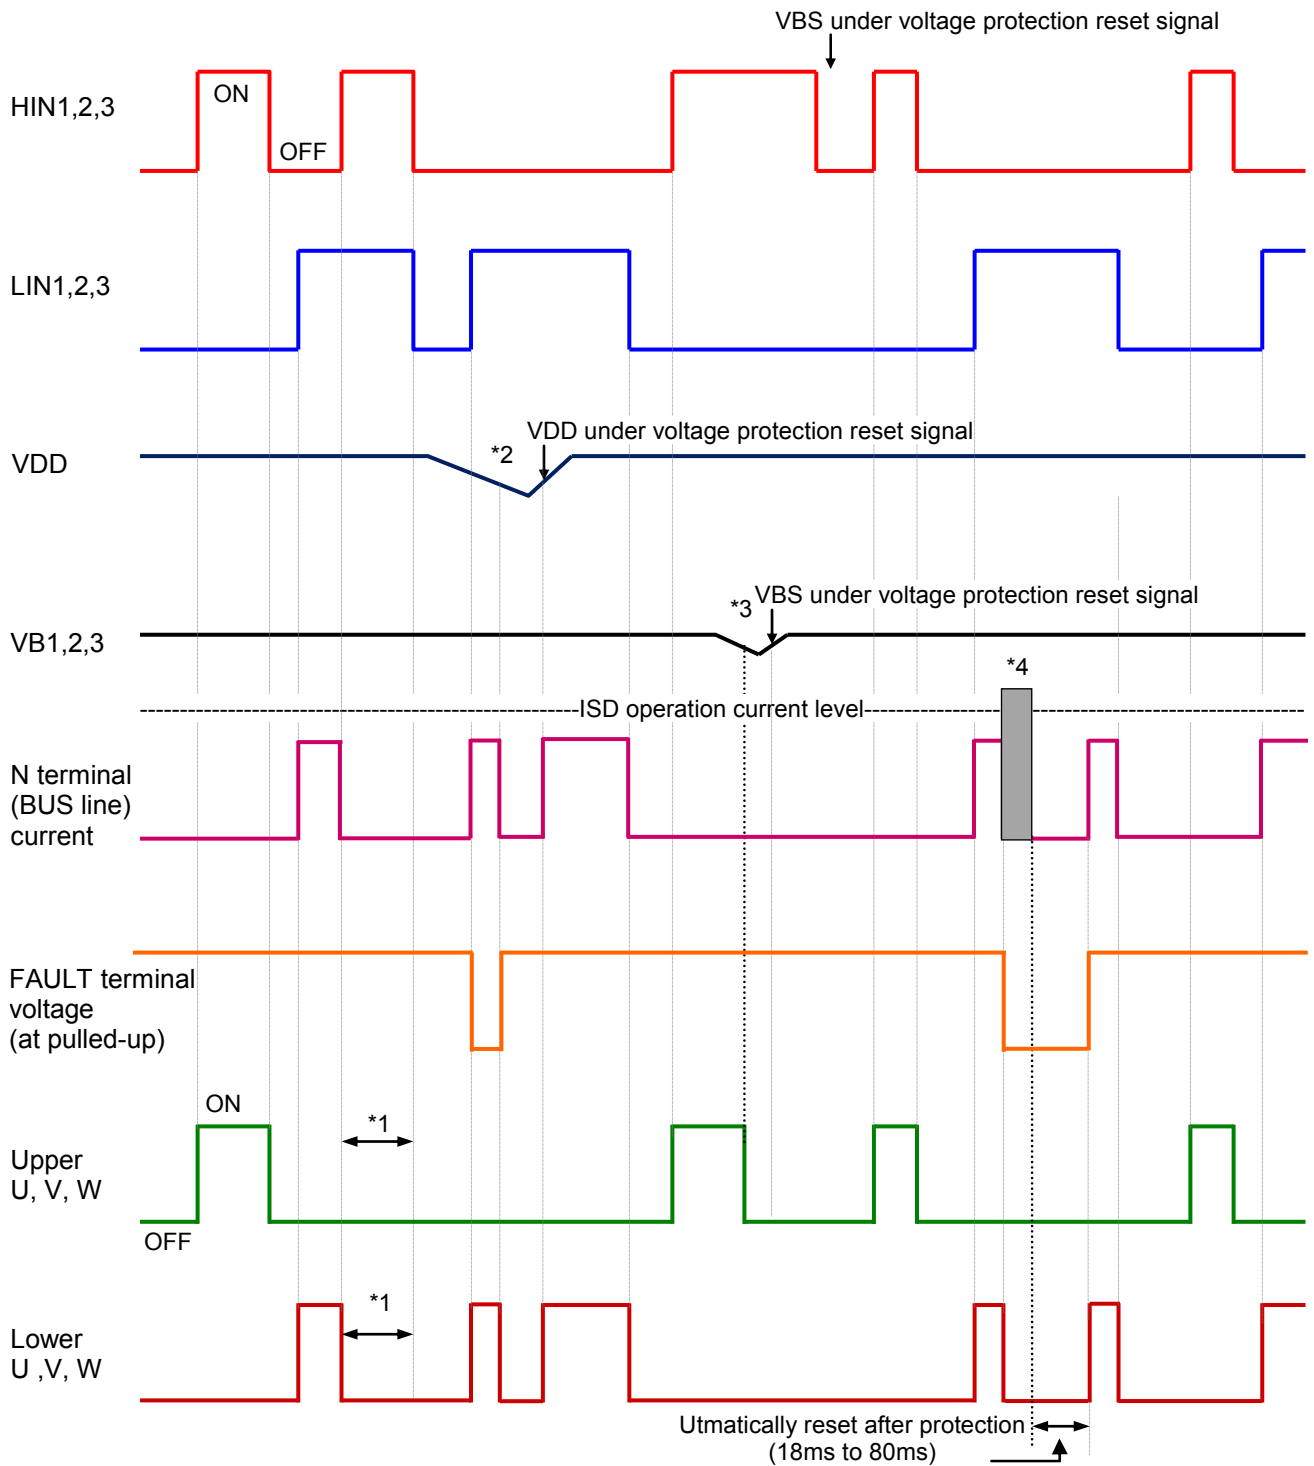 VBS under voltage protection reset signal
HIN1,2,3
ON
OFF
LIN1,2,3
VDD under voltage protection reset signal
*2
VDD
VBS under voltage protection reset signal
*3
VB1,2,3
*4
ISD operation current level
N terminal
(BUS line)
current
FAULT terminal
voltage
(at pulled-up)
ON
*1
Upper
U, V, W
OFF
*1
Lower
U ,V, W
Utmatically reset after protection
(18ms to 80ms)